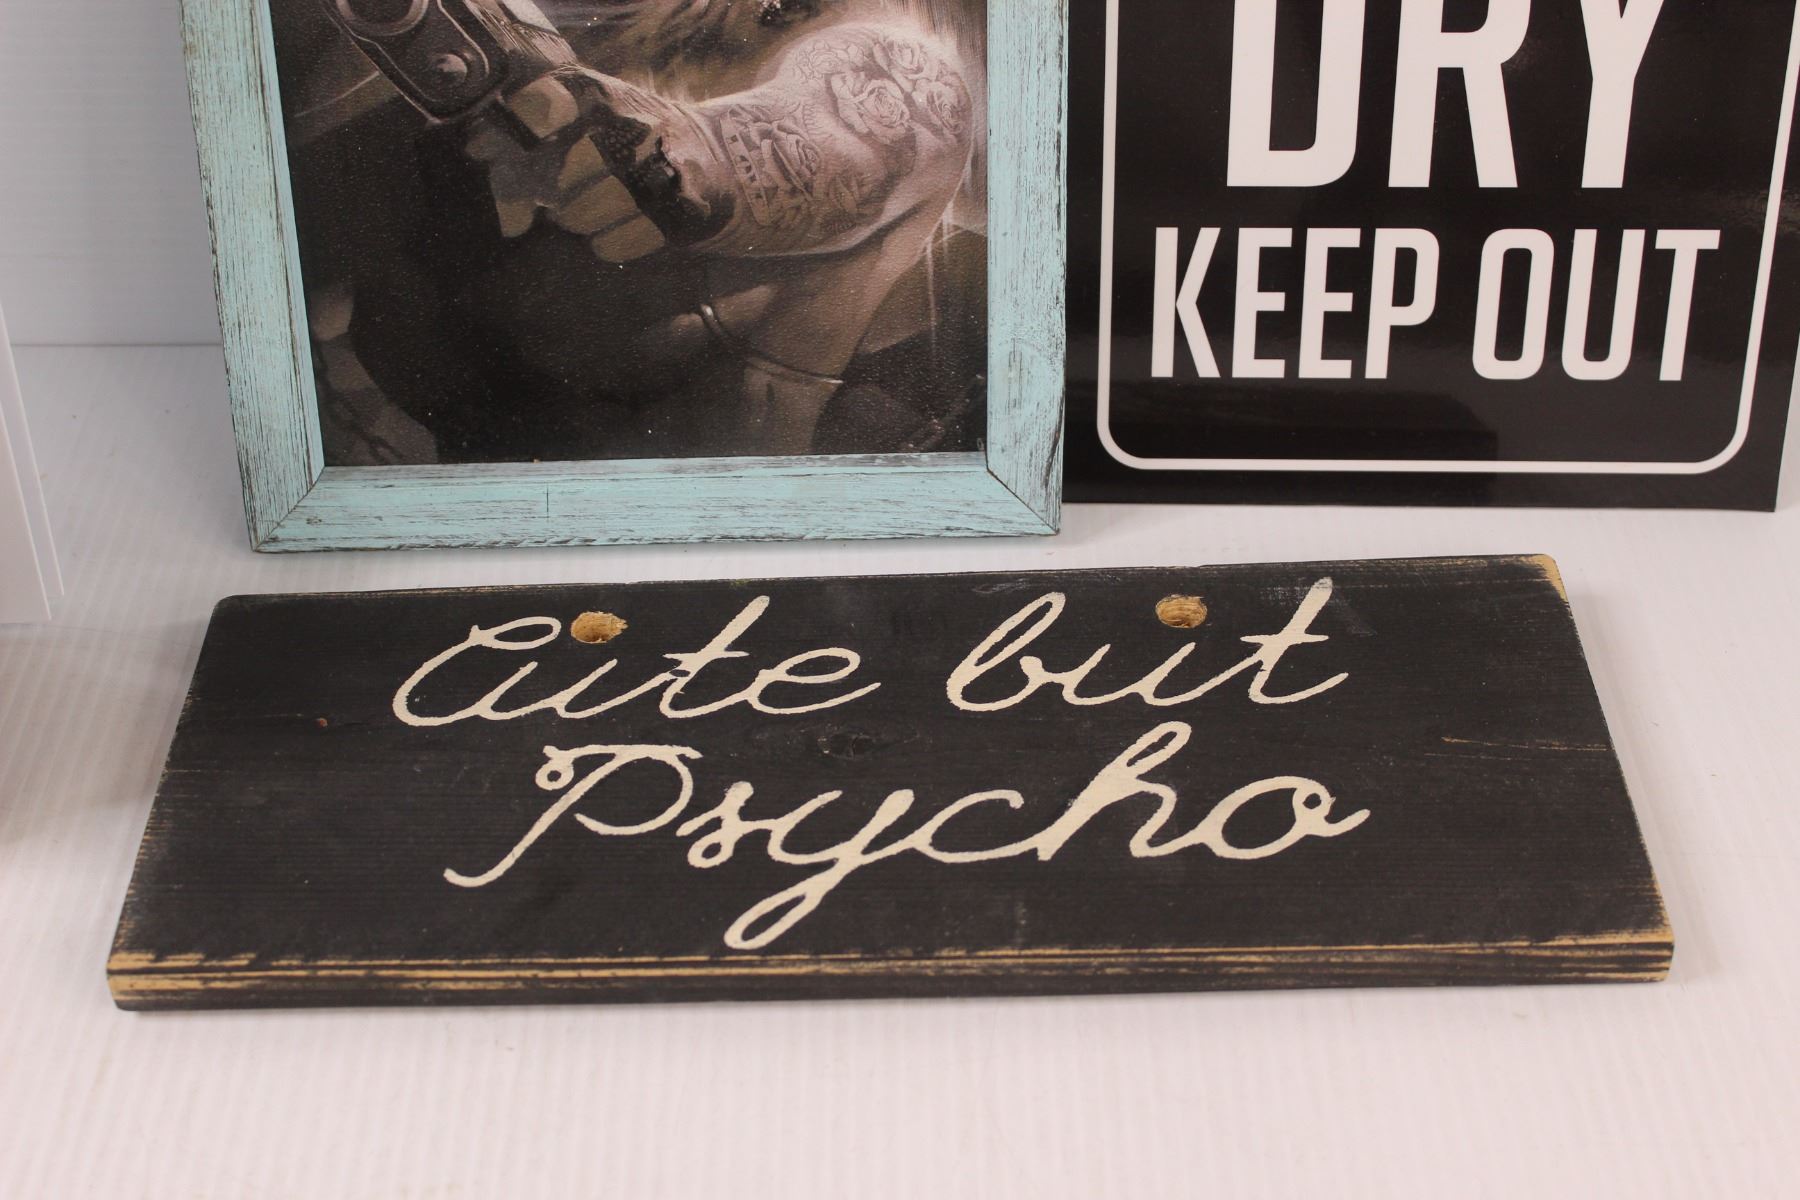 DRY
KEEP OUT
Cute but
Psycho